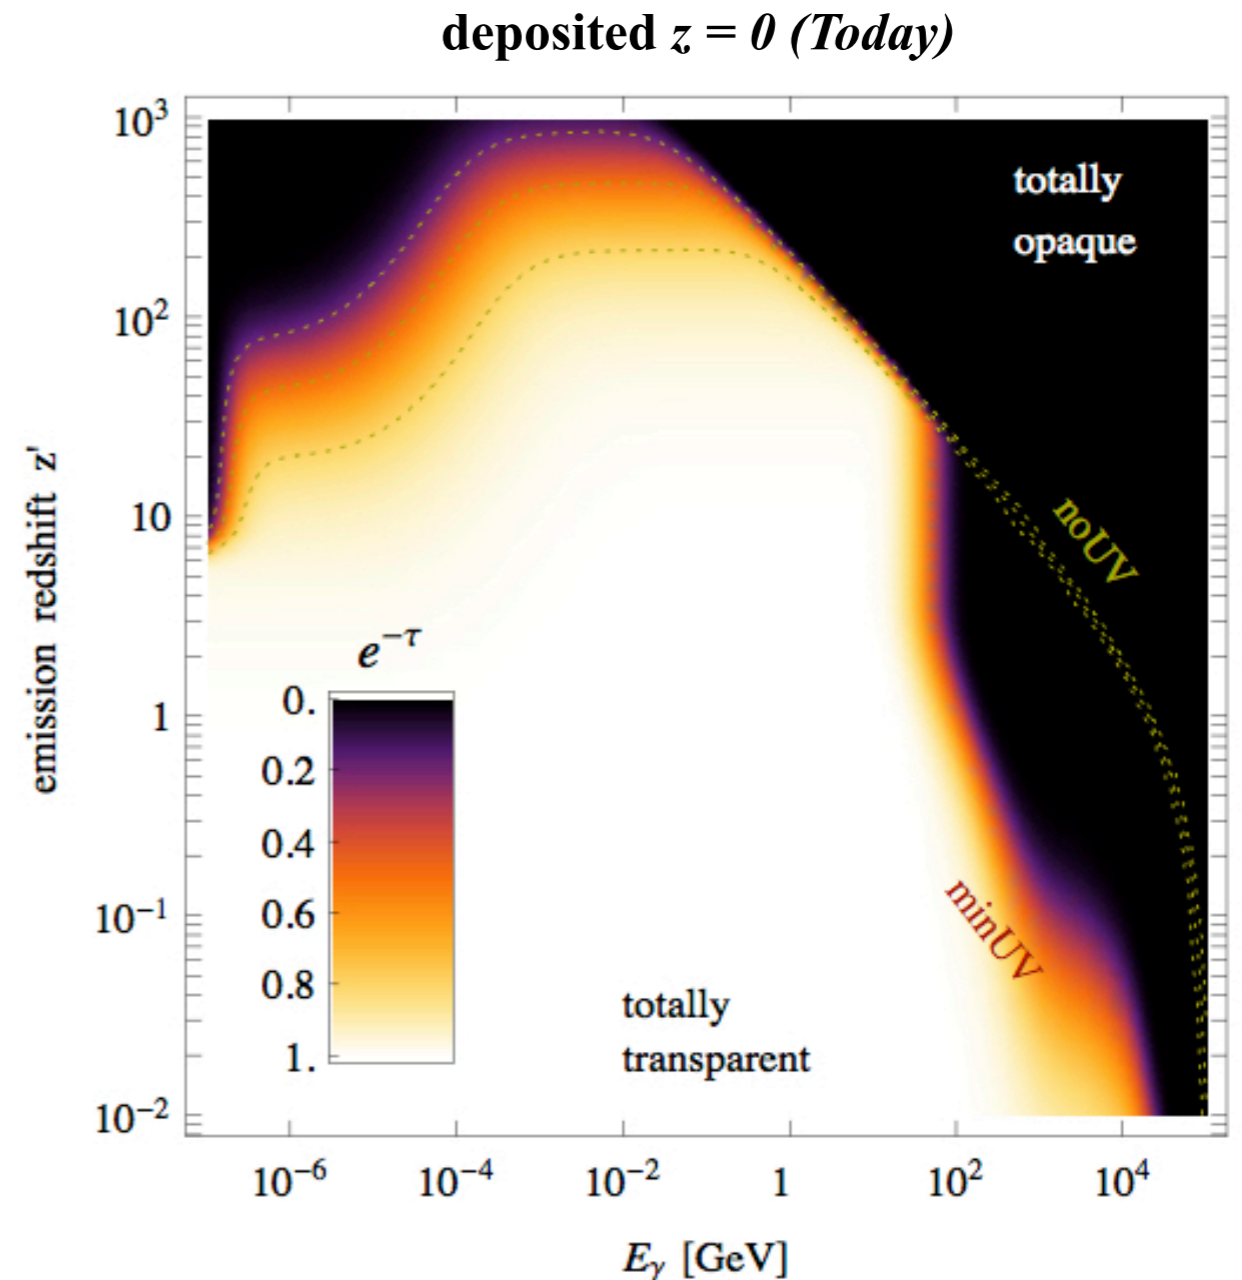 deposited z = 0 (Today)
10³
10²
10
1
10⁻¹
10⁻²
emission redshift z'
totally
opaque
noUV
minUV
e^{−τ}
0.
0.2
0.4
0.6
0.8
1.
totally
transparent
10⁻⁶
10⁻⁴
10⁻²
1
10²
10⁴
E_γ [GeV]